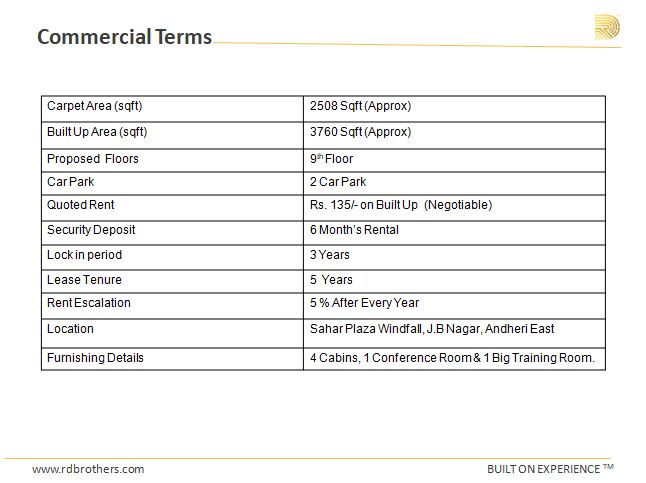 Commercial Terms
Carpet Area (sqft) 2508 Sqft (Approx)
Built Up Area (sqft) 3760 Sqft (Approx)
Proposed Floors 9th Floor
Car Park 2 Car Park
Quoted Rent Rs. 135/- on Built Up (Negotiable)
Security Deposit 6 Month's Rental
Lock in period 3 Years
Lease Tenure 5 Years
Rent Escalation 5 % After Every Year
Location Sahar Plaza Windfall, J.B Nagar, Andheri East
Furnishing Details 4 Cabins, 1 Conference Room & 1 Big Training Room.
www.rdbrothers.com BUILT ON EXPERIENCE ™